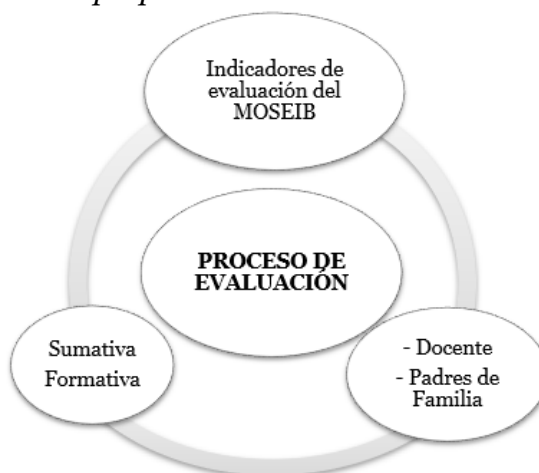 Indicadores de
evaluación del
MOSEIB
PROCESO DE
EVALUACIÓN
Sumativa
Formativa
- Docente
- Padres de
Familia